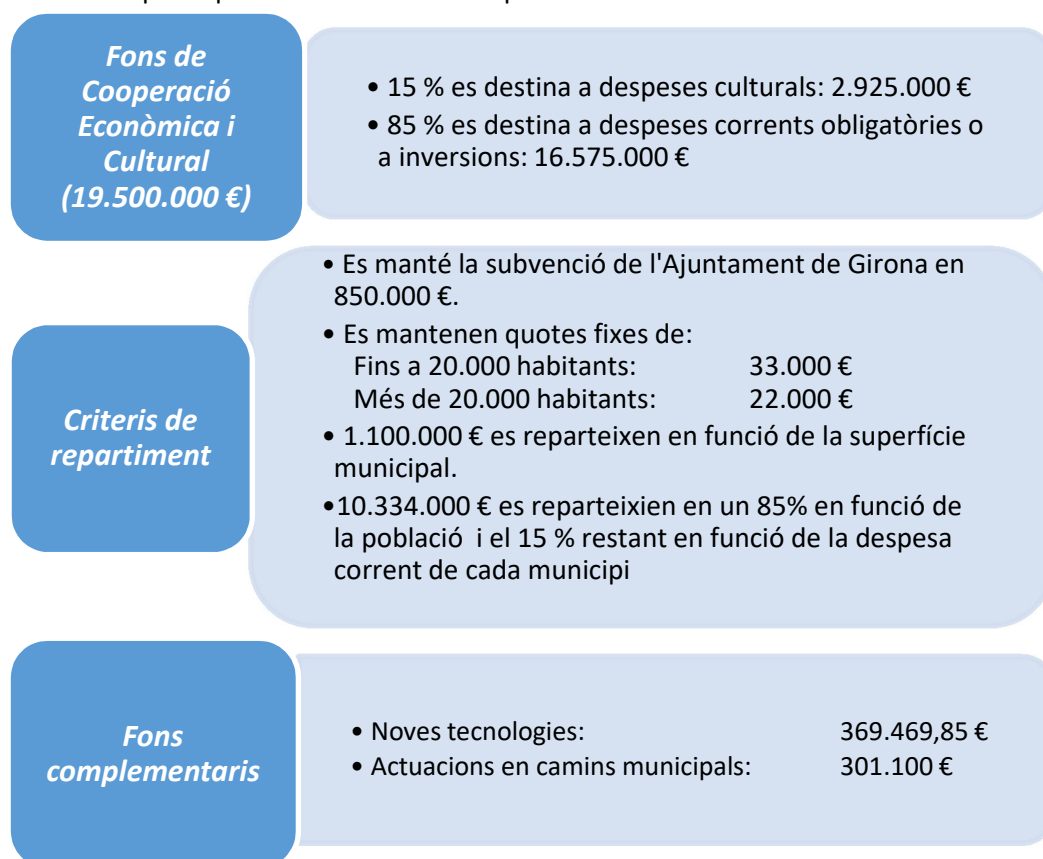 Fons de
Cooperació
Econòmica i
Cultural
(19.500.000 €)
• 15 % es destina a despeses culturals: 2.925.000 €
• 85 % es destina a despeses corrents obligatòries o
a inversions: 16.575.000 €
Criteris de
repartiment
• Es manté la subvenció de l'Ajuntament de Girona en
850.000 €.
• Es mantenen quotes fixes de:
Fins a 20.000 habitants: 33.000 €
Més de 20.000 habitants: 22.000 €
• 1.100.000 € es reparteixen en funció de la superfície
municipal.
•10.334.000 € es reparteixien en un 85% en funció de
la població i el 15 % restant en funció de la despesa
corrent de cada municipi
Fons
complementaris
• Noves tecnologies: 369.469,85 €
• Actuacions en camins municipals: 301.100 €